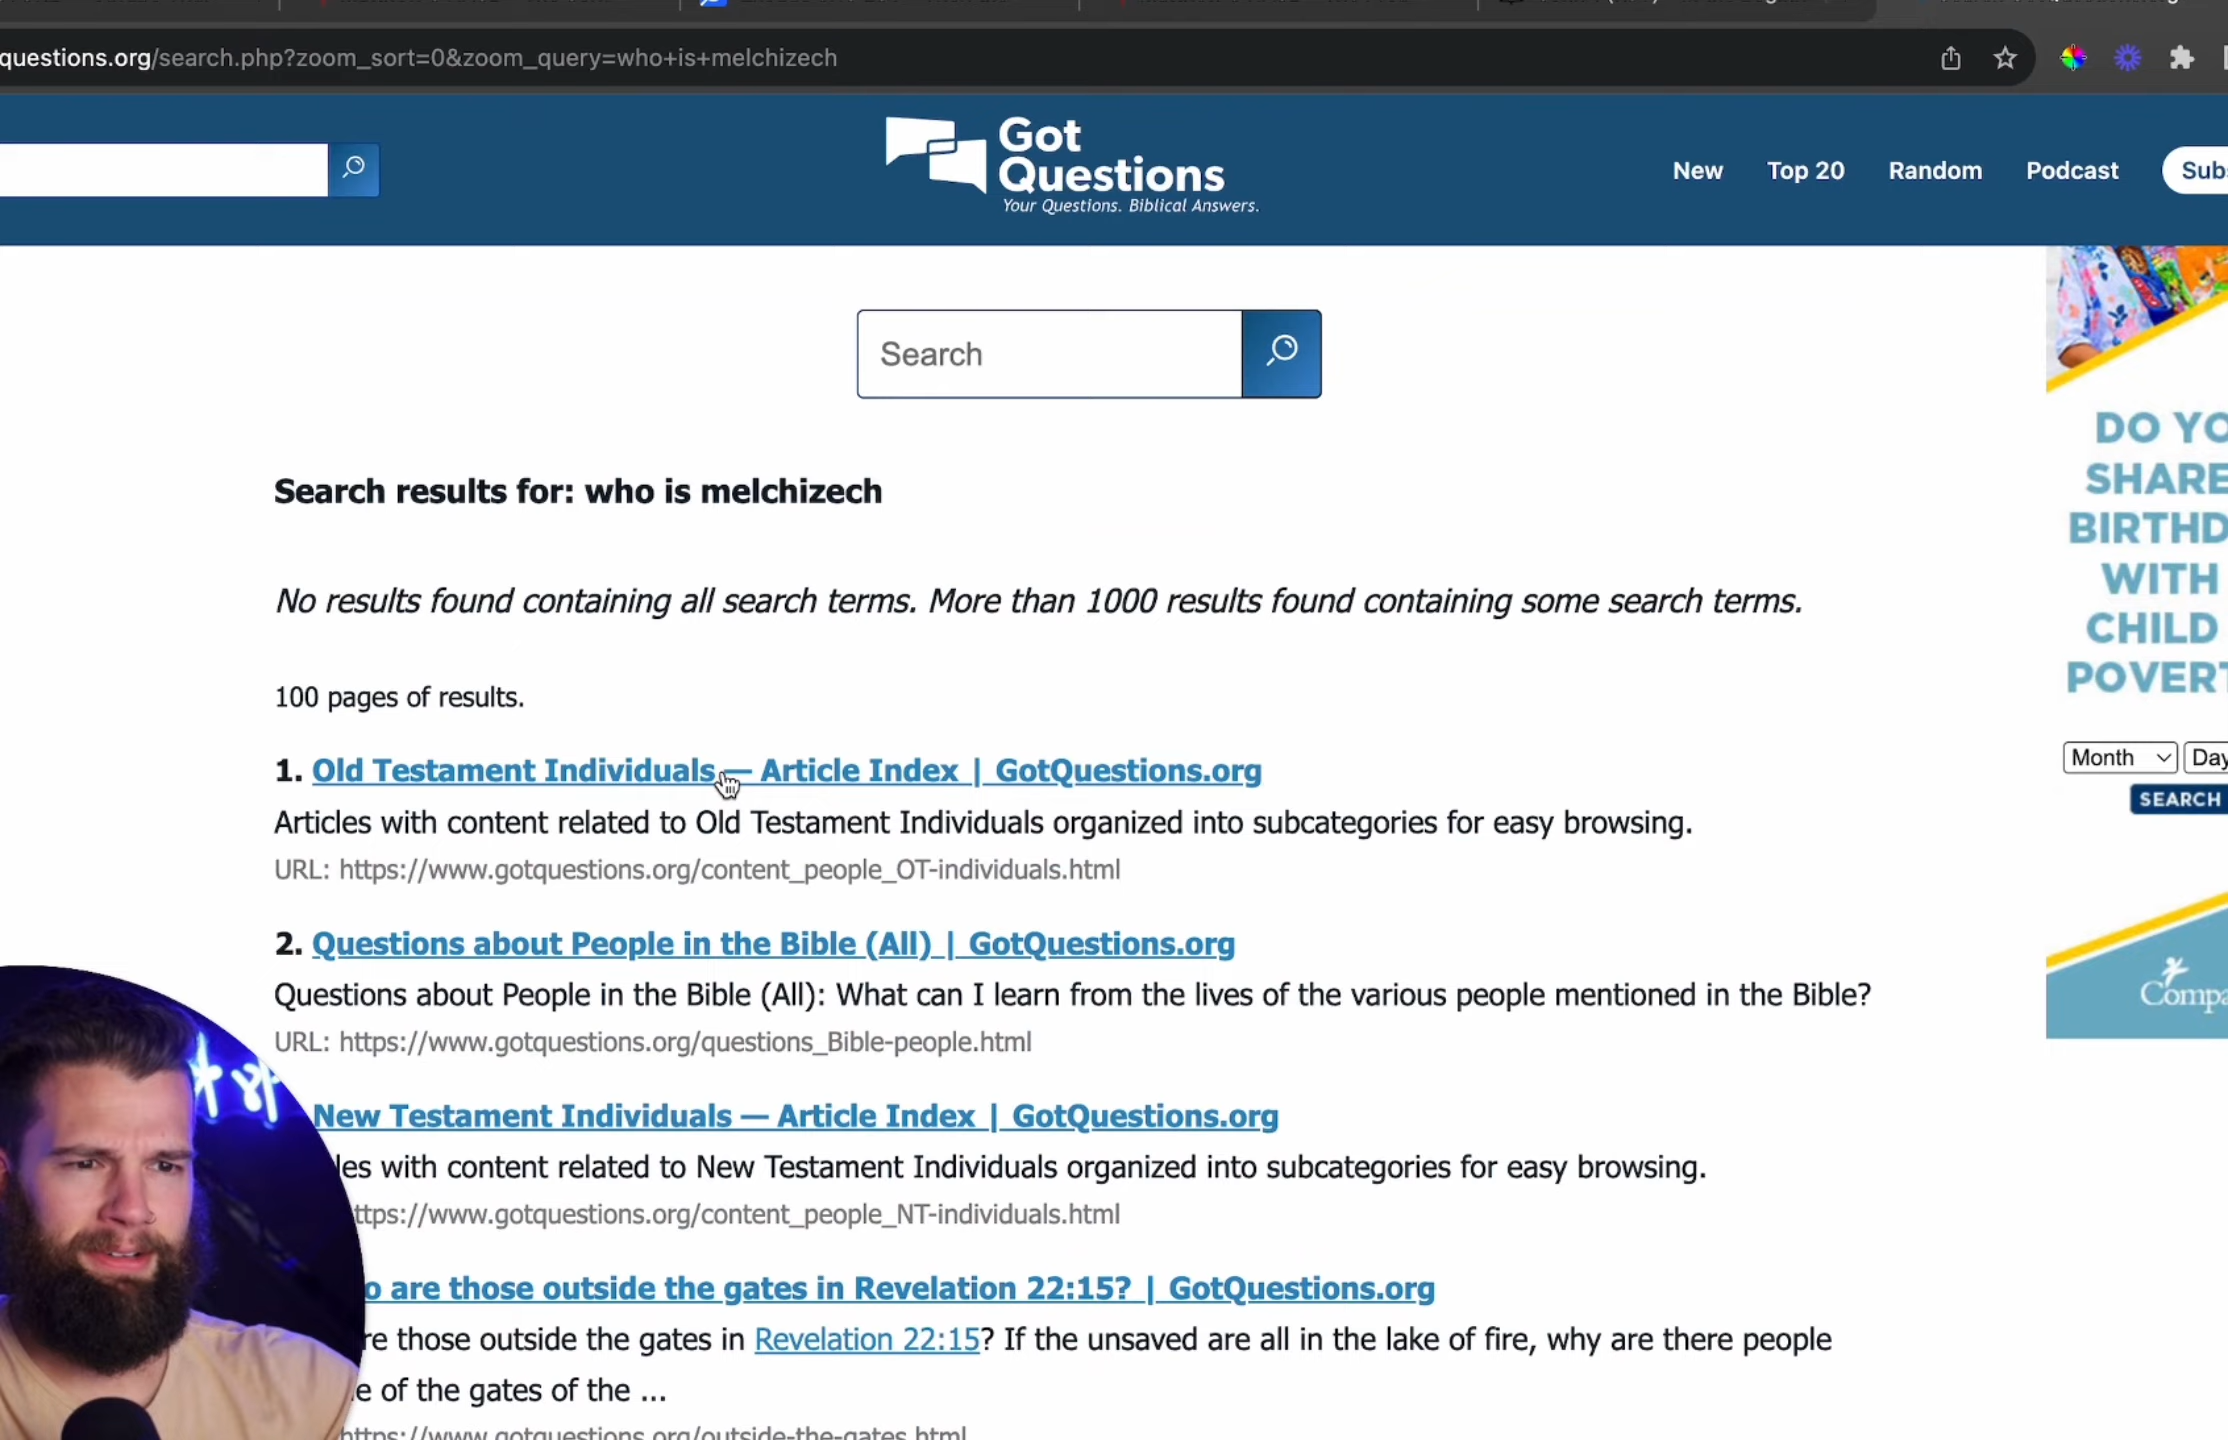 questions.org/search.php?zoom_sort=0&zoom_query=who+is+melchizech
Got
Questions
Your Questions. Biblical Answers.
New
Top 20
Random
Podcast
Subs
Search
Search results for: who is melchizech
No results found containing all search terms. More than 1000 results found containing some search terms.
100 pages of results.
1. Old Testament Individuals — Article Index | GotQuestions.org
Articles with content related to Old Testament Individuals organized into subcategories for easy browsing.
URL: https://www.gotquestions.org/content_people_OT-individuals.html
2. Questions about People in the Bible (All) | GotQuestions.org
Questions about People in the Bible (All): What can I learn from the lives of the various people mentioned in the Bible?
URL: https://www.gotquestions.org/questions_Bible-people.html
New Testament Individuals — Article Index | GotQuestions.org
les with content related to New Testament Individuals organized into subcategories for easy browsing.
ttps://www.gotquestions.org/content_people_NT-individuals.html
o are those outside the gates in Revelation 22:15? | GotQuestions.org
re those outside the gates in Revelation 22:15? If the unsaved are all in the lake of fire, why are there people
e of the gates of the ...
https://www.gotquestions.org/outside-the-gates.html
DO YO
SHARE
BIRTHD
WITH
CHILD
POVERT
Month
Day
SEARCH
Compa